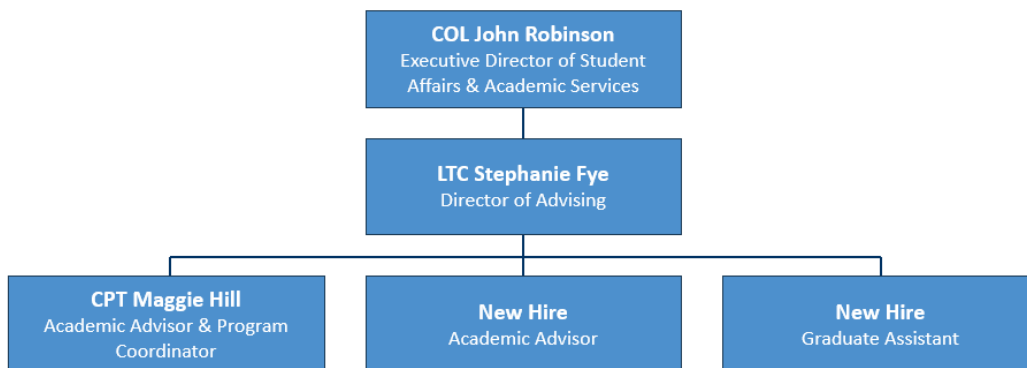 COL John Robinson
Executive Director of Student
Affairs & Academic Services
LTC Stephanie Fye
Director of Advising
CPT Maggie Hill
Academic Advisor & Program
Coordinator
New Hire
Academic Advisor
New Hire
Graduate Assistant